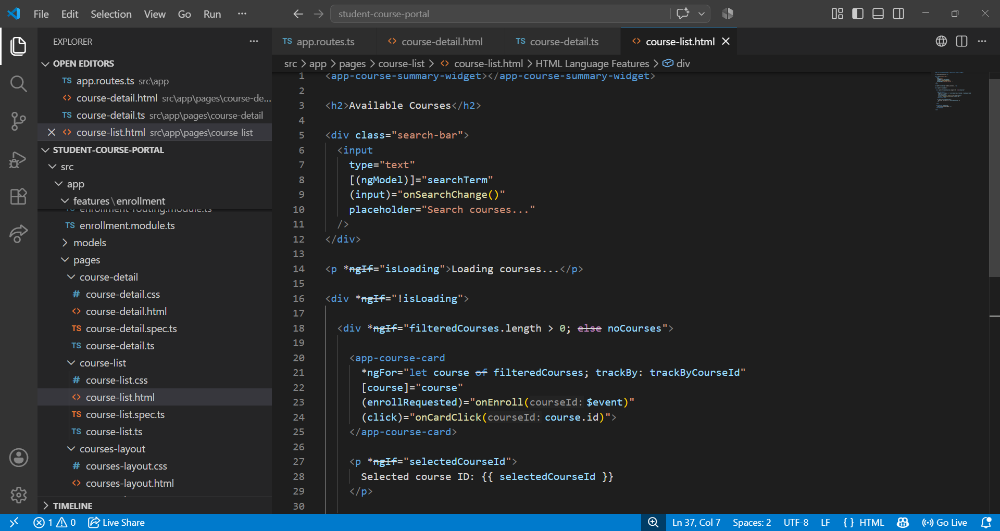 File Edit Selection View Go Run ···
student-course-portal
EXPLORER
OPEN EDITORS
TS app.routes.ts src\app
<> course-detail.html src\app\pages\course-de...
TS course-detail.ts src\app\pages\course-detail
<> course-list.html src\app\pages\course-list
STUDENT-COURSE-PORTAL
src
app
features\enrollment
enrollment-routing.module.ts
TS enrollment.module.ts
models
pages
course-detail
# course-detail.css
<> course-detail.html
TS course-detail.spec.ts
TS course-detail.ts
course-list
# course-list.css
<> course-list.html
TS course-list.spec.ts
TS course-list.ts
courses-layout
# courses-layout.css
<> courses-layout.html
TIMELINE
TS app.routes.ts <> course-detail.html TS course-detail.ts <> course-list.html
src > app > pages > course-list > <> course-list.html > HTML Language Features > div
1 <app-course-summary-widget></app-course-summary-widget>
2
3 <h2>Available Courses</h2>
4
5 <div class="search-bar">
6 <input
7 type="text"
8 [(ngModel)]="searchTerm"
9 (input)="onSearchChange()"
10 placeholder="Search courses..."
11 />
12 </div>
13
14 <p *ngIf="isLoading">Loading courses...</p>
15
16 <div *ngIf="!isLoading">
17
18 <div *ngIf="filteredCourses.length > 0; else noCourses">
19
20 <app-course-card
21 *ngFor="let course of filteredCourses; trackBy: trackByCourseId"
22 [course]="course"
23 (enrollRequested)="onEnroll(courseId: $event)"
24 (click)="onCardClick(courseId: course.id)">
25 </app-course-card>
26
27 <p *ngIf="selectedCourseId">
28 Selected course ID: {{ selectedCourseId }}
29 </p>
30
1 0 Live Share Ln 37, Col 7 Spaces: 2 UTF-8 LF { } HTML Go Live